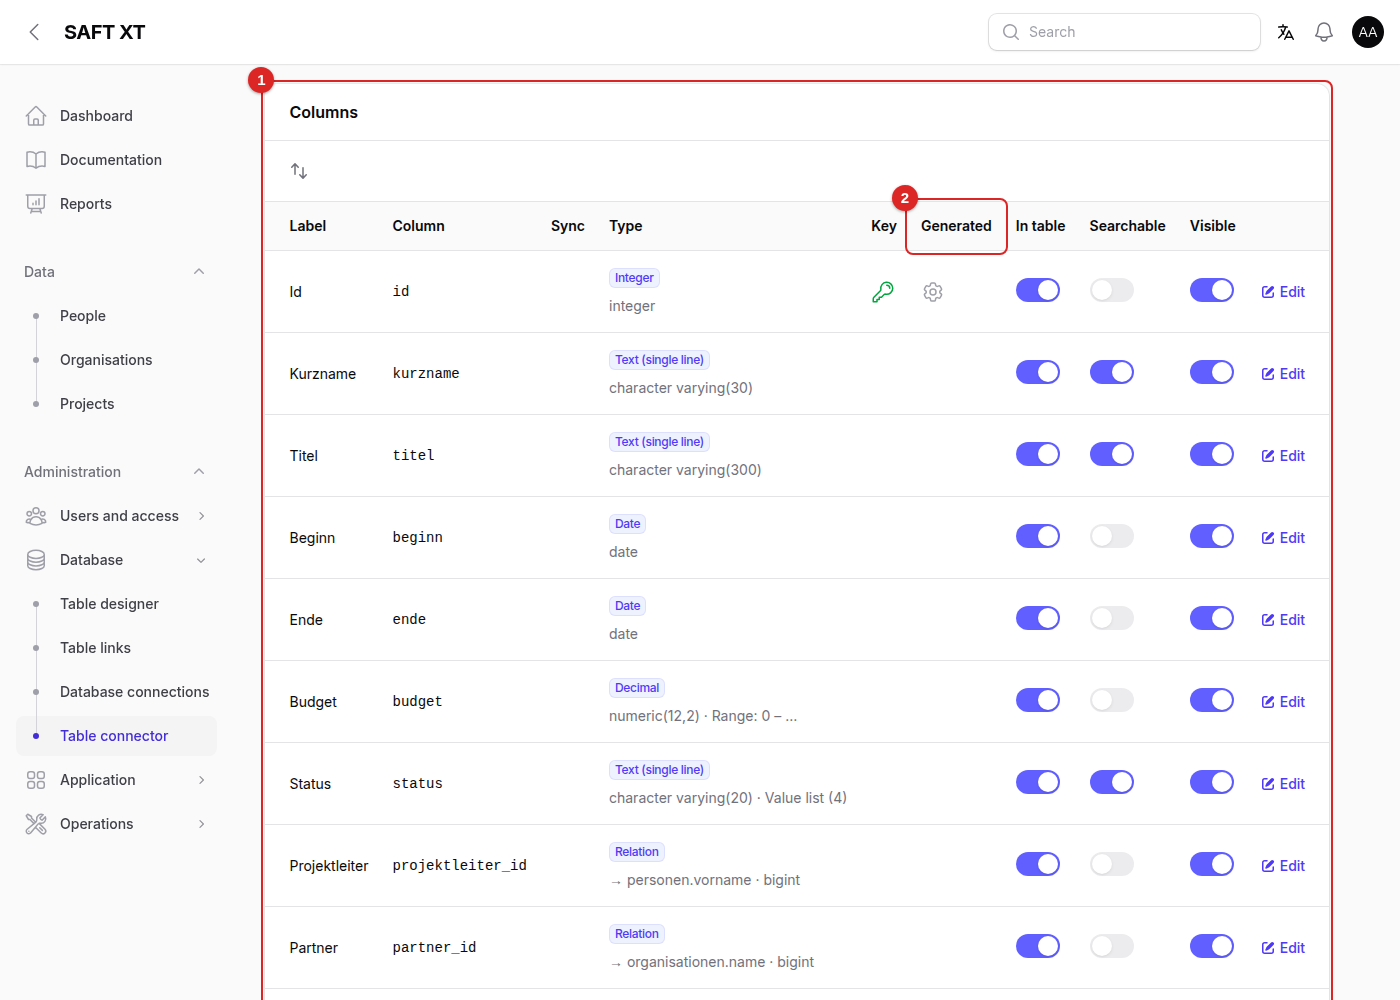 SAFT XT
Search
AA
Dashboard
Documentation
Reports
Data
People
Organisations
Projects
Administration
Users and access
Database
Table designer
Table links
Database connections
Table connector
Application
Operations
1
Columns
2
Label Column Sync Type Key Generated In table Searchable Visible
Id id Integer Edit
integer
Kurzname kurzname Text (single line) Edit
character varying(30)
Titel titel Text (single line) Edit
character varying(300)
Beginn beginn Date Edit
date
Ende ende Date Edit
date
Budget budget Decimal Edit
numeric(12,2) · Range: 0 – ...
Status status Text (single line) Edit
character varying(20) · Value list (4)
Projektleiter projektleiter_id Relation Edit
→ personen.vorname · bigint
Partner partner_id Relation Edit
→ organisationen.name · bigint